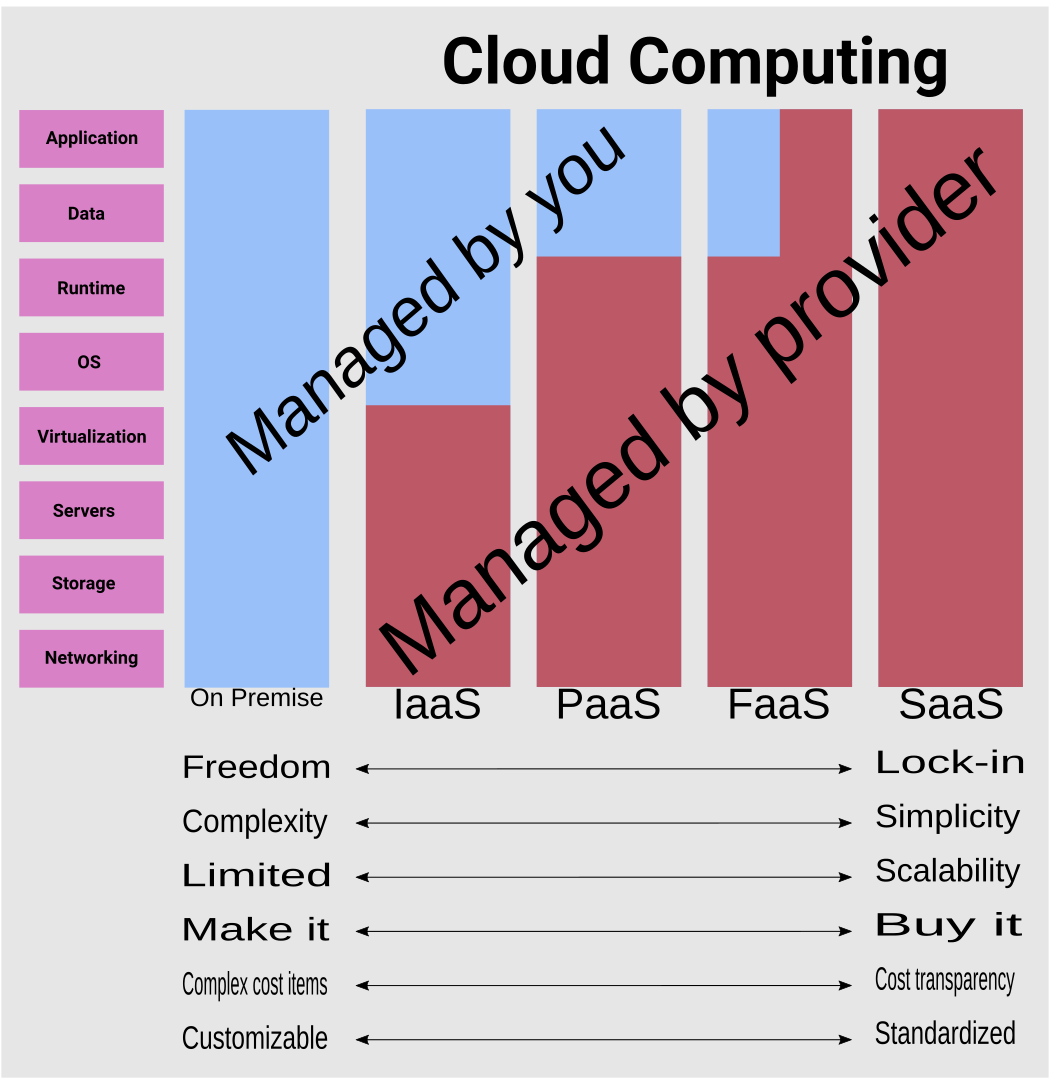 Cloud Computing
Application
Data
Runtime
OS
Virtualization
Servers
Storage
Networking
Managed by you
Managed by provider
On Premise
IaaS
PaaS
FaaS
SaaS
Freedom
Lock-in
Complexity
Simplicity
Limited
Scalability
Make it
Buy it
Complex cost items
Cost transparency
Customizable
Standardized